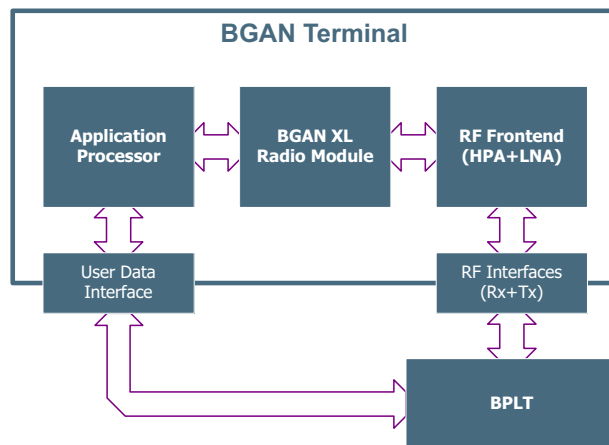 BGAN Terminal
Application
Processor
BGAN XL
Radio Module
RF Frontend
(HPA+LNA)
User Data
Interface
RF Interfaces
(Rx+Tx)
BPLT